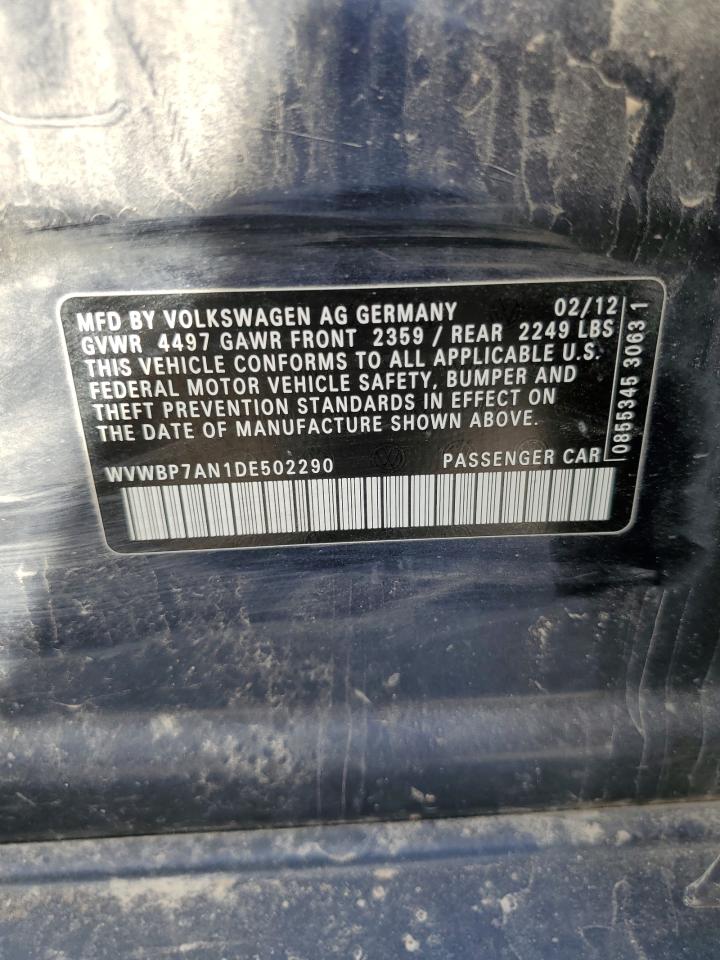 MFD BY VOLKSWAGEN AG GERMANY 02/12
GVWR 4497 GAWR FRONT 2359 / REAR 2249 LBS
THIS VEHICLE CONFORMS TO ALL APPLICABLE U.S.
FEDERAL MOTOR VEHICLE SAFETY, BUMPER AND
THEFT PREVENTION STANDARDS IN EFFECT ON
THE DATE OF MANUFACTURE SHOWN ABOVE.
WVWBP7AN1DE502290 PASSENGER CAR
0855345 3063 1